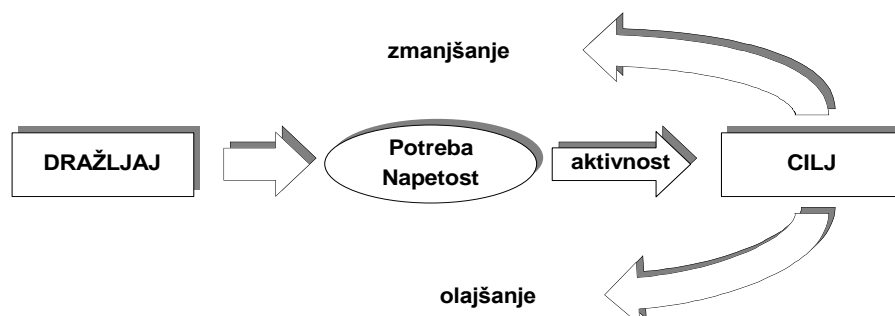 zmanjšanje
DRAŽLJAJ
Potreba
Napetost
aktivnost
CILJ
olajšanje